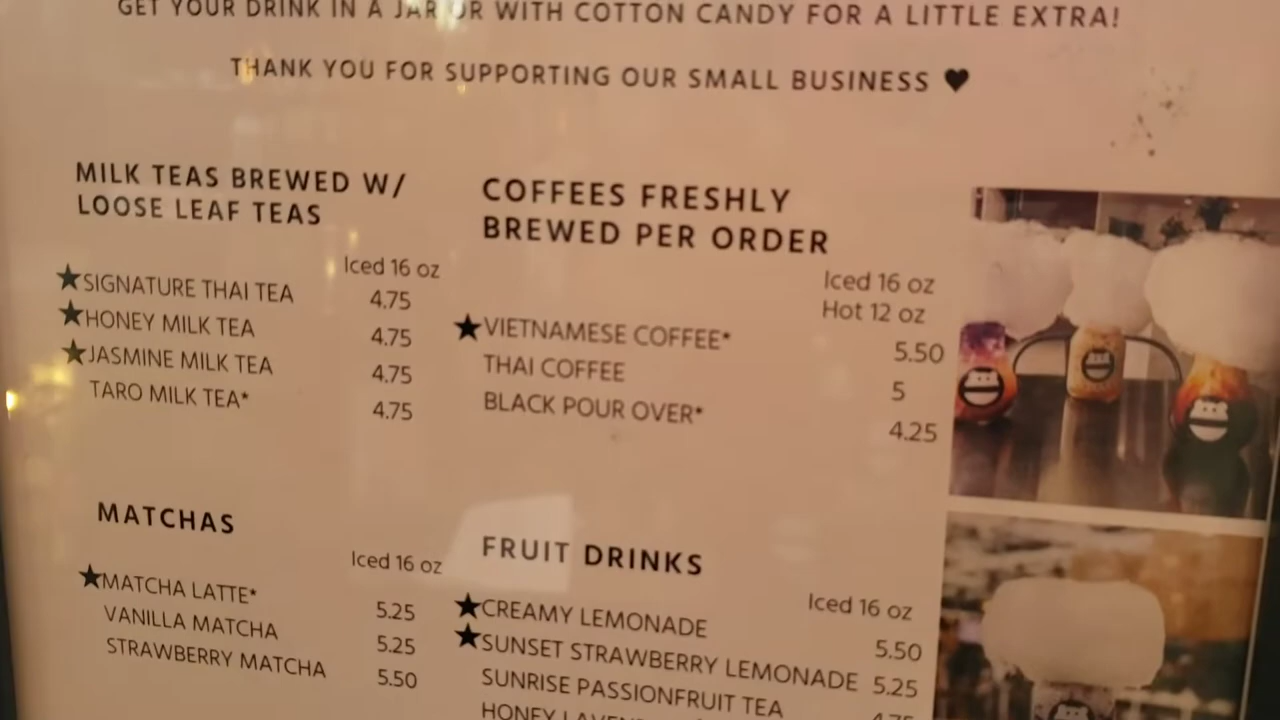 GET YOUR DRINK IN A JAR OR WITH COTTON CANDY FOR A LITTLE EXTRA!
THANK YOU FOR SUPPORTING OUR SMALL BUSINESS ♥
MILK TEAS BREWED W/
LOOSE LEAF TEAS
Iced 16 oz
★SIGNATURE THAI TEA 4.75
★HONEY MILK TEA 4.75
★JASMINE MILK TEA 4.75
TARO MILK TEA* 4.75
COFFEES FRESHLY
BREWED PER ORDER
Iced 16 oz
Hot 12 oz
★VIETNAMESE COFFEE* 5.50
THAI COFFEE 5
BLACK POUR OVER* 4.25
MATCHAS
Iced 16 oz
★MATCHA LATTE* 5.25
VANILLA MATCHA 5.25
STRAWBERRY MATCHA 5.50
FRUIT DRINKS
Iced 16 oz
★CREAMY LEMONADE 5.50
★SUNSET STRAWBERRY LEMONADE 5.25
SUNRISE PASSIONFRUIT TEA 4.75
HONEY